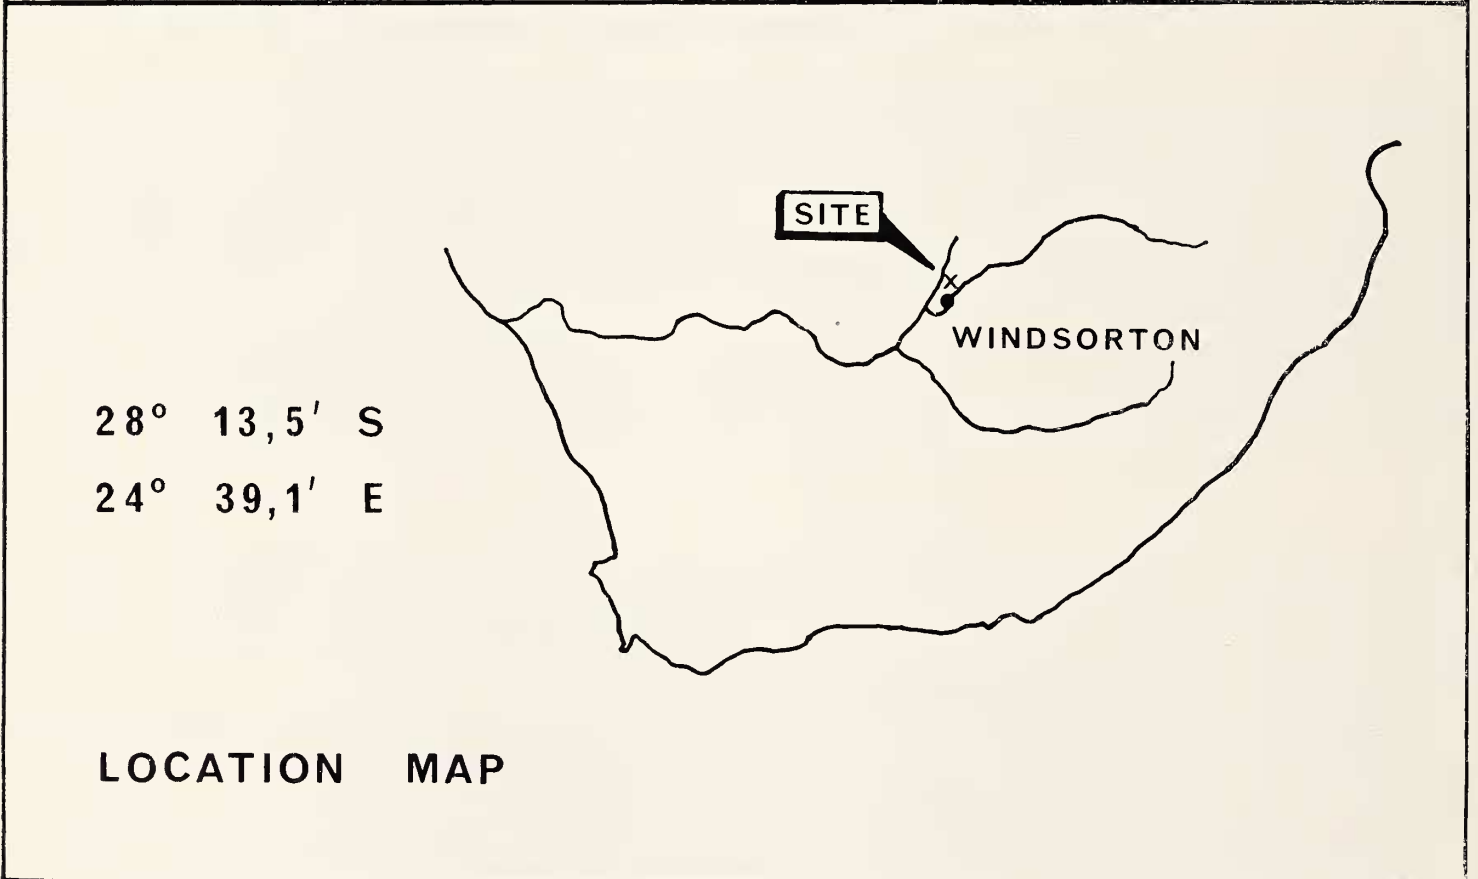 SITE
WINDSORTON
28° 13,5′ S
24° 39,1′ E
LOCATION MAP